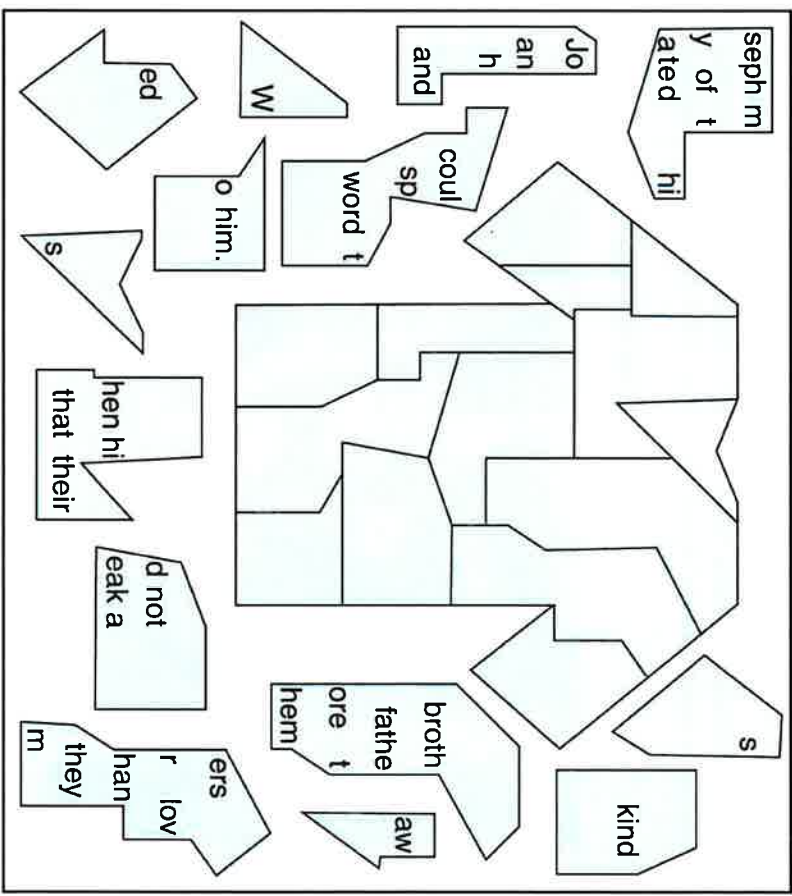 seph m
y of t
ated hi
s
kind
Jo
an
h
and
coul
sp
word t
broth
fathe
ore t
hem
aw
W
o him.
ers
r lov
han
they
m
ed
s
hen hi
that their
d not
eak a